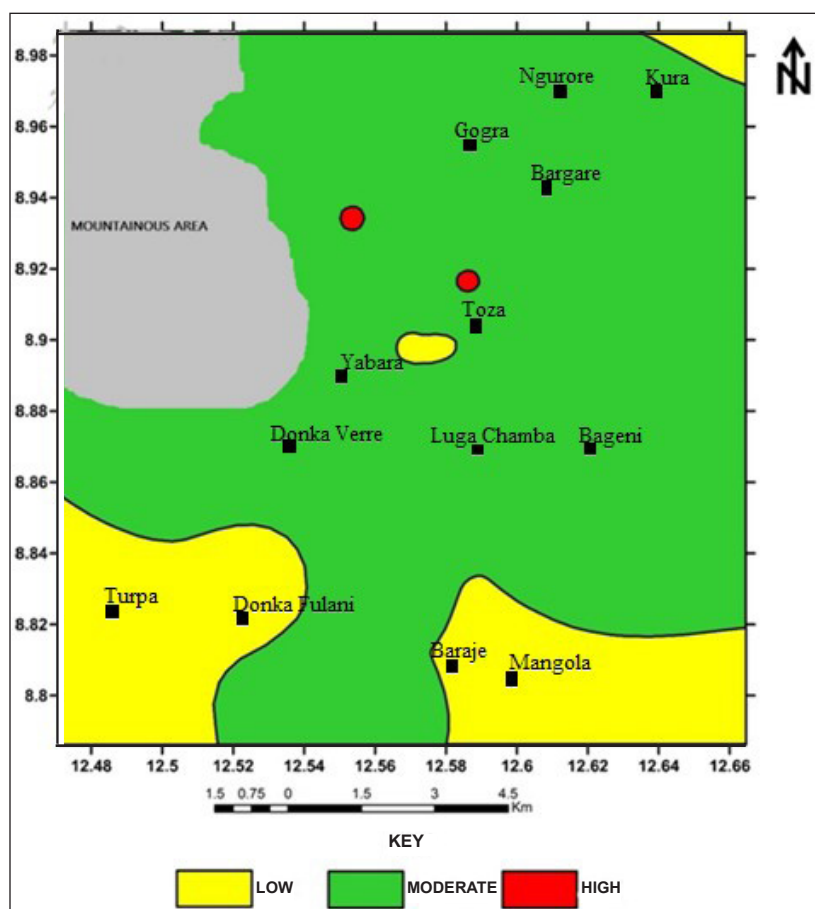 8.98
N
Ngurore Kura
8.96
Gogra
Bargare
8.94
MOUNTAINOUS AREA
8.92
Toza
8.9
Yabara
8.88
Donka Verre Luga Chamba Bageni
8.86
8.84
Turpa Donka Fulani
8.82
Baraje Mangola
8.8
12.48 12.5 12.52 12.54 12.56 12.58 12.6 12.62 12.64 12.66
1.5 0.75 0 1.5 3 4.5
Km
KEY
LOW MODERATE HIGH